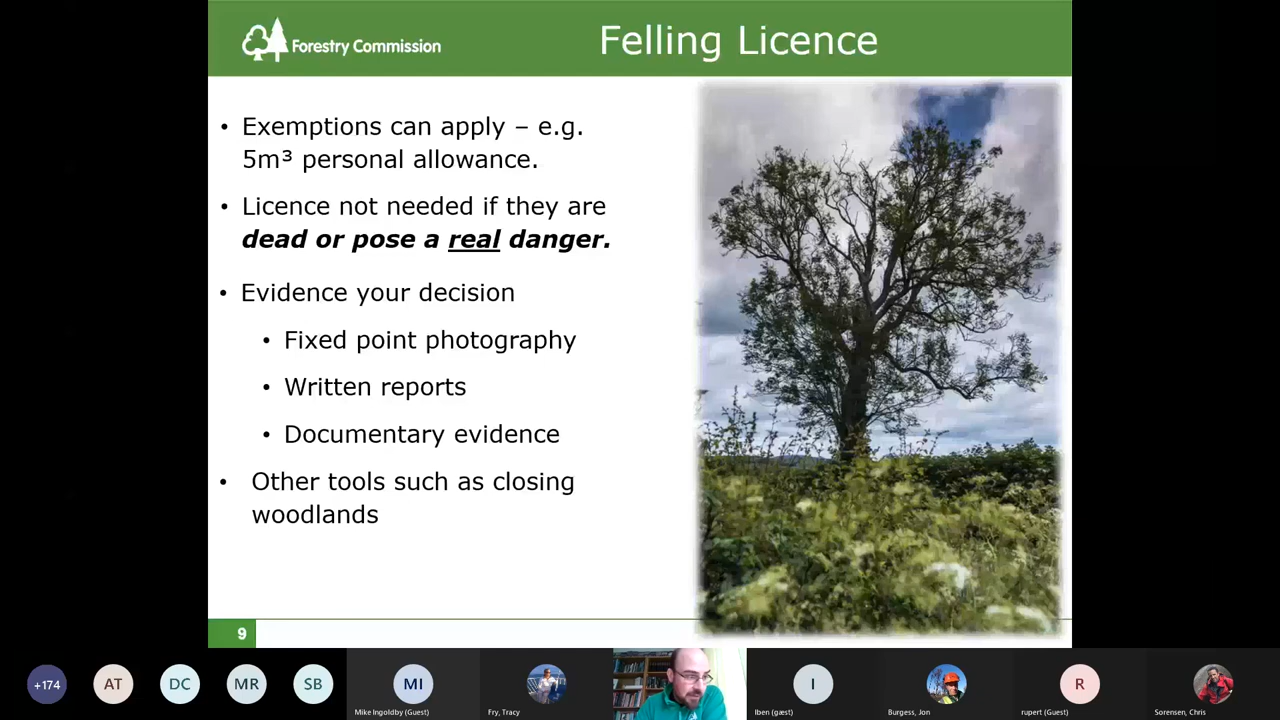 Forestry Commission
Felling Licence
• Exemptions can apply – e.g.
5m³ personal allowance.
• Licence not needed if they are
dead or pose a real danger.
• Evidence your decision
• Fixed point photography
• Written reports
• Documentary evidence
• Other tools such as closing
woodlands
9
+174
AT
DC
MR
SB
MI
Mike Ingoldby (Guest)
Fry, Tracy
I
Iben (gæst)
Burgess, Jon
R
rupert (Guest)
Sorensen, Chris